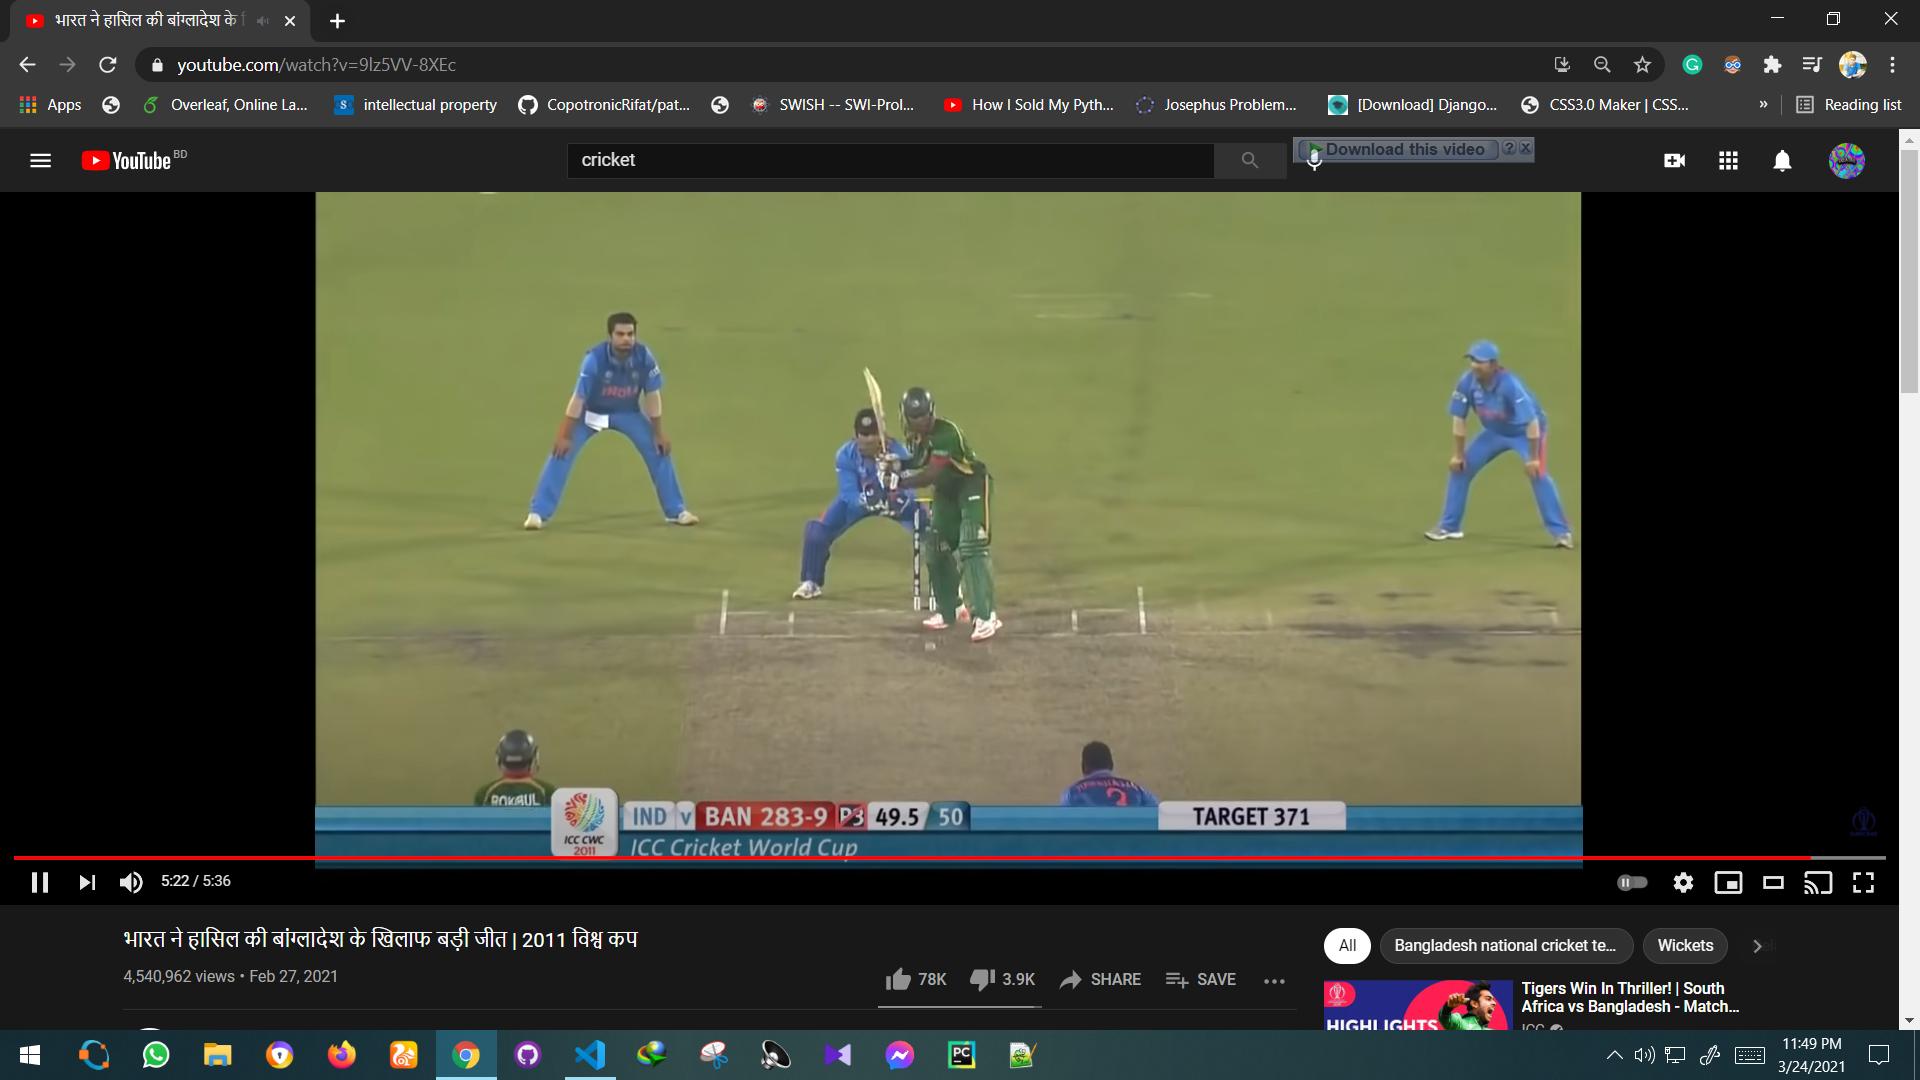 भारत ने हासिल की बांग्लादेश के
youtube.com/watch?v=9lz5VV-8XEc
Apps
Overleaf, Online La...
intellectual property
CopotronicRifat/pat...
SWISH -- SWI-Prol...
How I Sold My Pyth...
Josephus Problem...
[Download] Django...
CSS3.0 Maker | CSS...
»
Reading list
YouTube BD
cricket
Download this video
INDIA
ROKBUL
3
ICC CWC
2011
IND v BAN 283-9 P3 49.5 50
TARGET 371
ICC Cricket World Cup
5:22 / 5:36
भारत ने हासिल की बांग्लादेश के खिलाफ बड़ी जीत | 2011 विश्व कप
4,540,962 views • Feb 27, 2021
78K
3.9K
SHARE
SAVE
All
Bangladesh national cricket te...
Wickets
HIGHLIGHTS
Tigers Win In Thriller! | South
Africa vs Bangladesh - Match...
ICC
PC
11:49 PM
3/24/2021